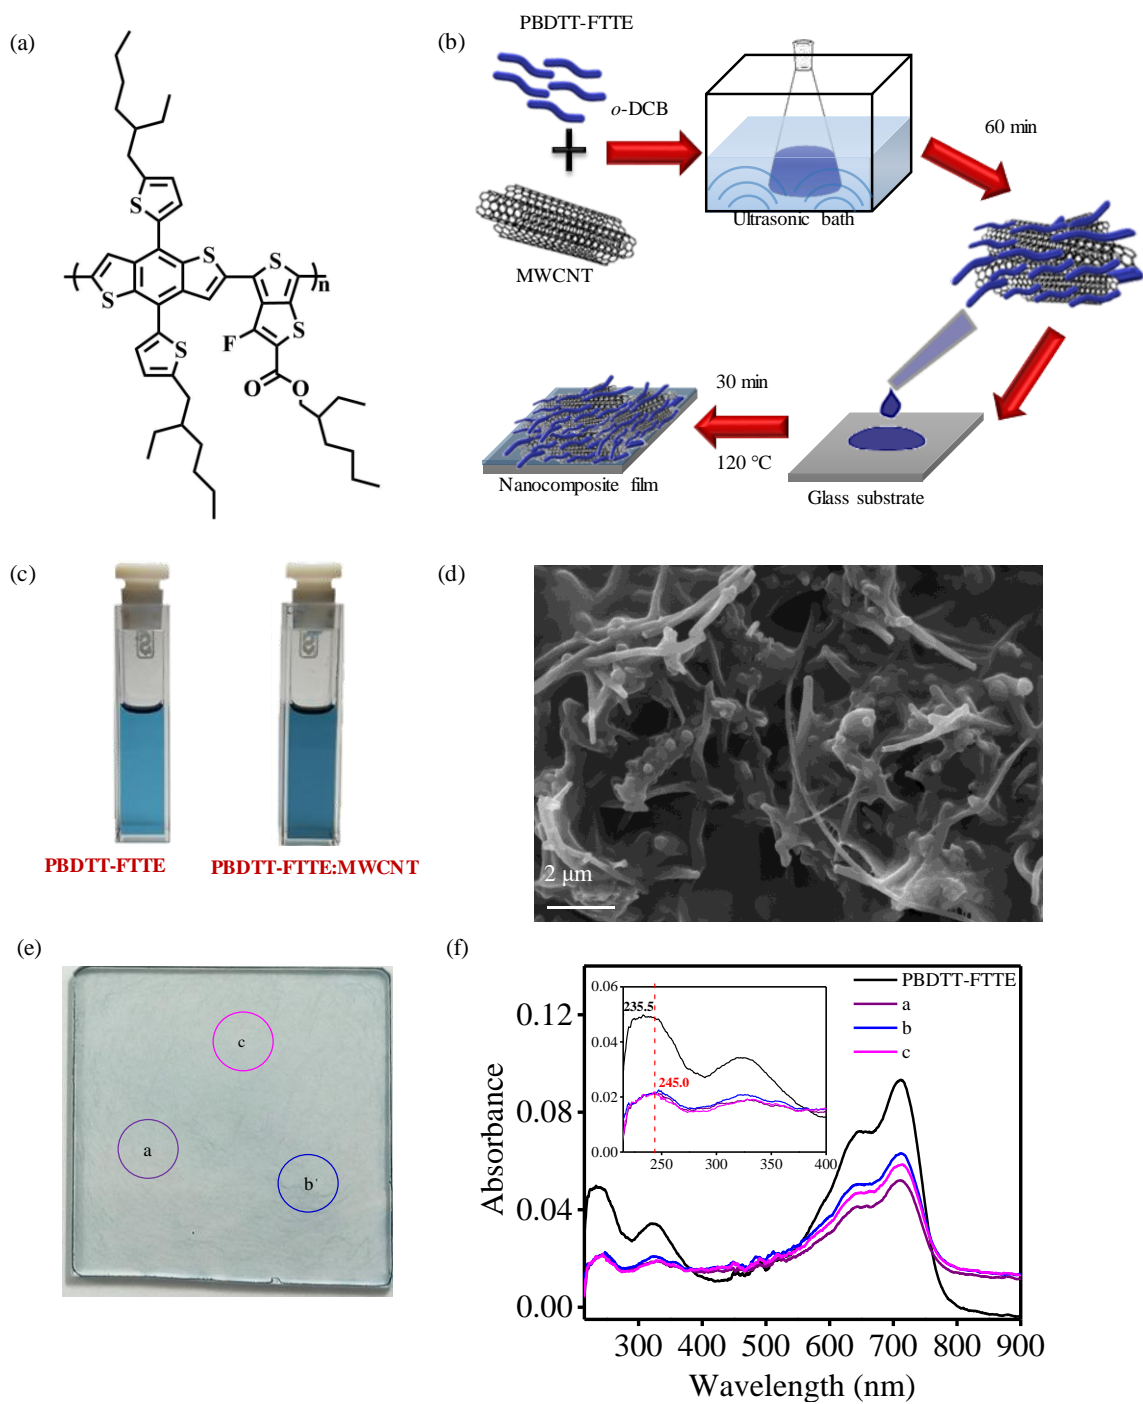 (a)
S
S
S
S
n
S
S
F
S
O
O
(b)
PBDTT-FTTE
o-DCB
60 min
Ultrasonic bath
MWCNT
30 min
120 °C
Nanocomposite film
Glass substrate
(c)
PBDTT-FTTE
PBDTT-FTTE:MWCNT
(d)
2 μm
(e)
c
a
b
(f)
PBDTT-FTTE
a
b
c
0.06
0.04
0.02
0.00
235.5
245.0
250
300
350
400
0.12
0.08
0.04
0.00
Absorbance
300 400 500 600 700 800 900
Wavelength (nm)